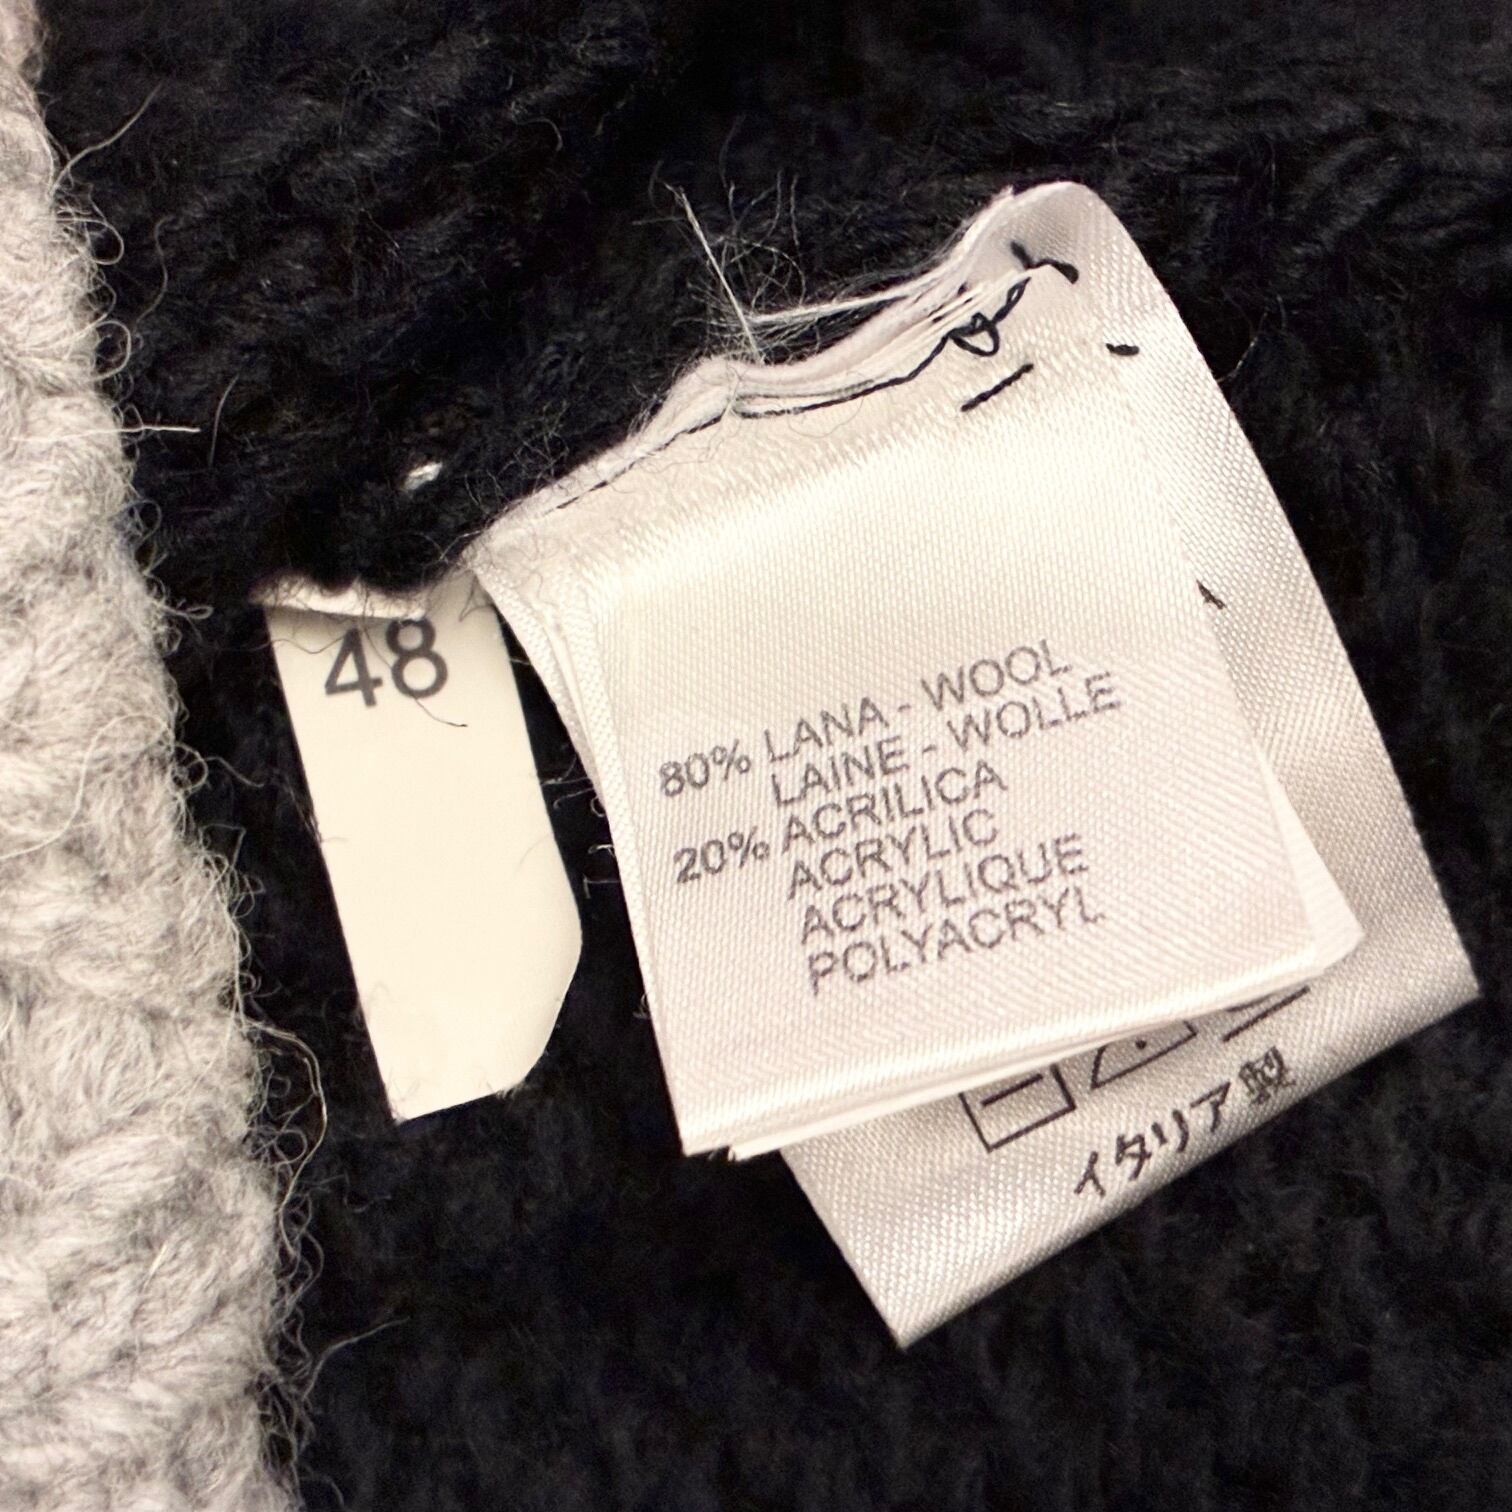 48
80% LANA - WOOL
LAINE - WOLLE
20% ACRILICA
ACRYLIC
ACRYLIQUE
POLYACRYL
イタリア製